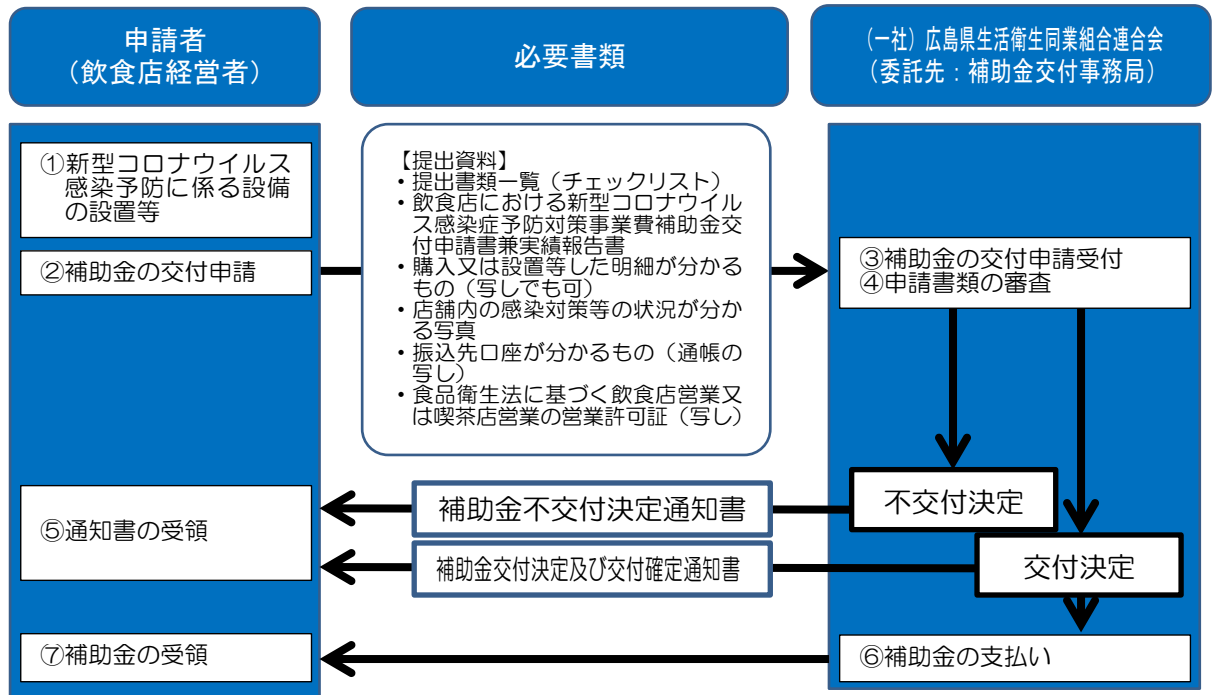 申請者
（飲食店経営者）
必要書類
（一社）広島県生活衛生同業組合連合会
（委託先：補助金交付事務局）
①新型コロナウイルス
感染予防に係る設備
の設置等
②補助金の交付申請
【提出資料】
・提出書類一覧（チェックリスト）
・飲食店における新型コロナウイル
ス感染症予防対策事業費補助金交
付申請書兼実績報告書
・購入又は設置等した明細が分かる
もの（写しでも可）
・店舗内の感染対策等の状況が分か
る写真
・振込先口座が分かるもの（通帳の
写し）
・食品衛生法に基づく飲食店営業又
は喫茶店営業の営業許可証（写し）
③補助金の交付申請受付
④申請書類の審査
不交付決定
補助金不交付決定通知書
⑤通知書の受領
交付決定
補助金交付決定及び交付確定通知書
⑥補助金の支払い
⑦補助金の受領